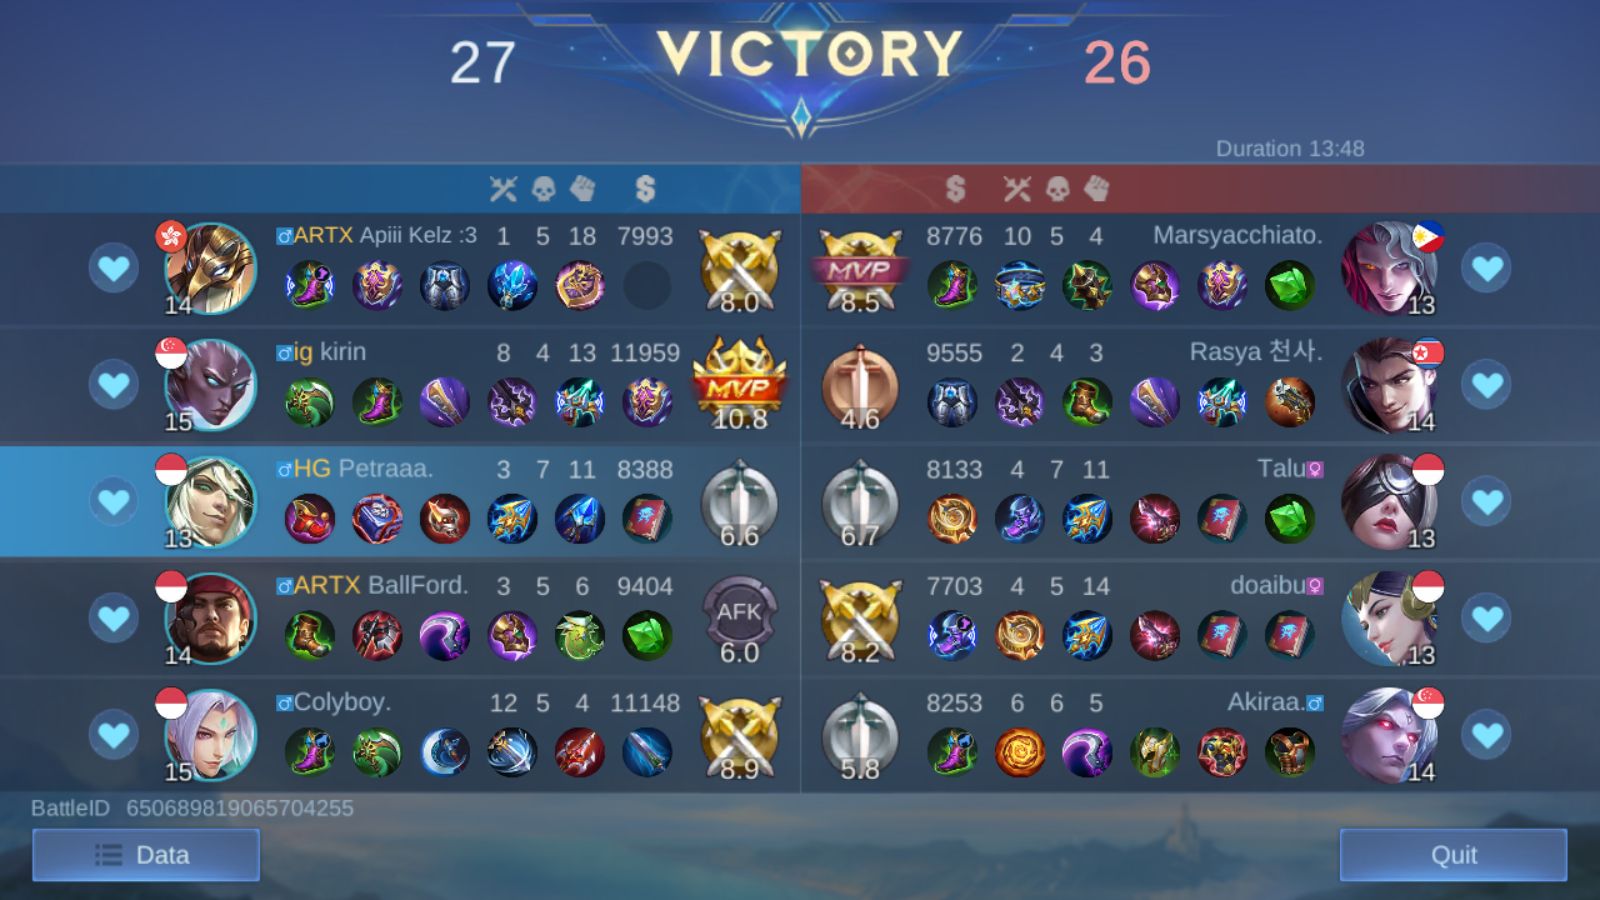 27 VICTORY 26
Duration 13:48
ARTX Apiii Kelz :3 1 5 18 7993
14
8.0
MVP 8.5
8776 10 5 4 Marsyacchiato.
13
ig kirin 8 4 13 11959
15
MVP 10.8
4.6
9555 2 4 3 Rasya 천사.
14
HG Petraaa. 3 7 11 8388
13
6.6
6.7
8133 4 7 11 Talu
13
ARTX BallFord. 3 5 6 9404
14
AFK 6.0
8.2
7703 4 5 14 doaibu
13
Colyboy. 12 5 4 11148
15
8.9
5.8
8253 6 6 5 Akiraa.
14
BattleID 650689819065704255
Data
Quit